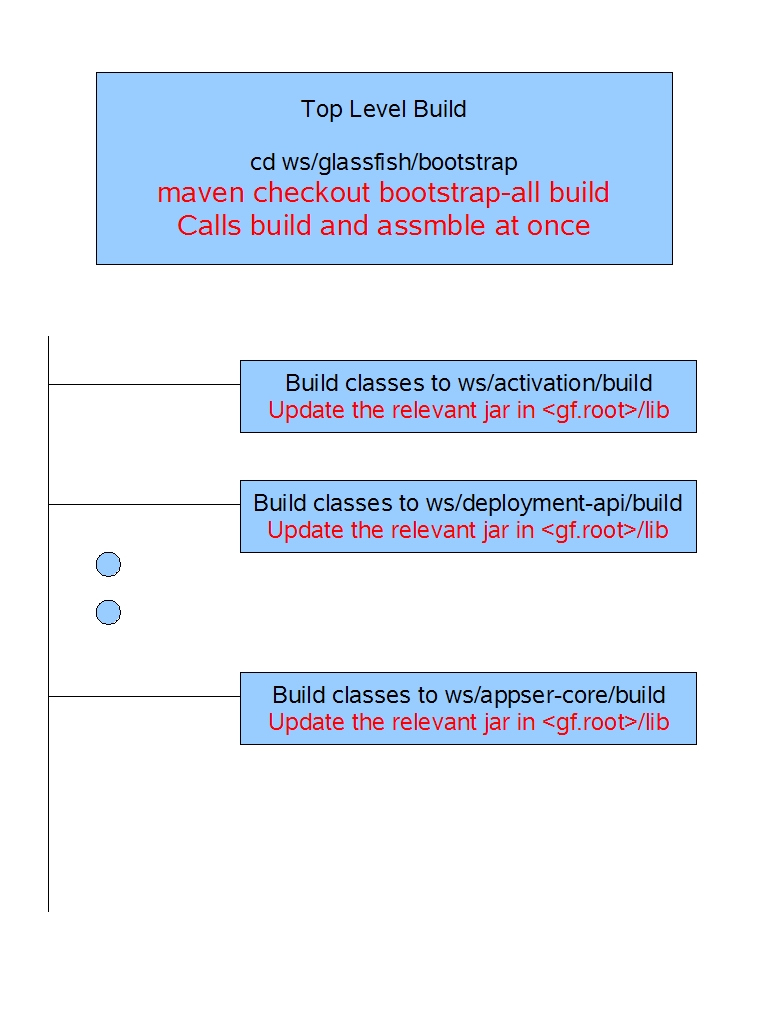 Top Level Build
cd ws/glassfish/bootstrap
maven checkout bootstrap-all build
Calls build and assmble at once
Build classes to ws/activation/build
Update the relevant jar in <gf.root>/lib
Build classes to ws/deployment-api/build
Update the relevant jar in <gf.root>/lib
Build classes to ws/appser-core/build
Update the relevant jar in <gf.root>/lib